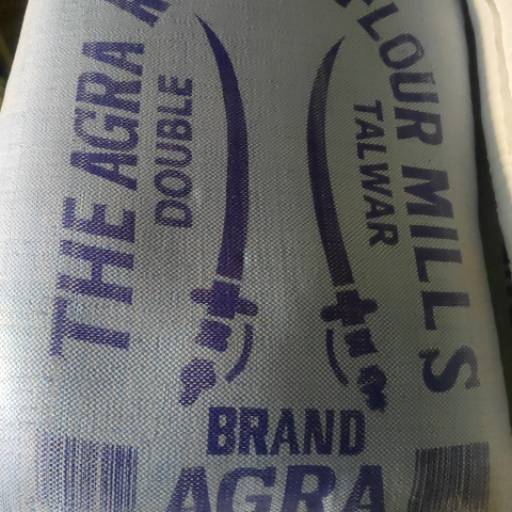 THE AGRA
FLOUR MILLS
DOUBLE
TALWAR
BRAND
AGRA